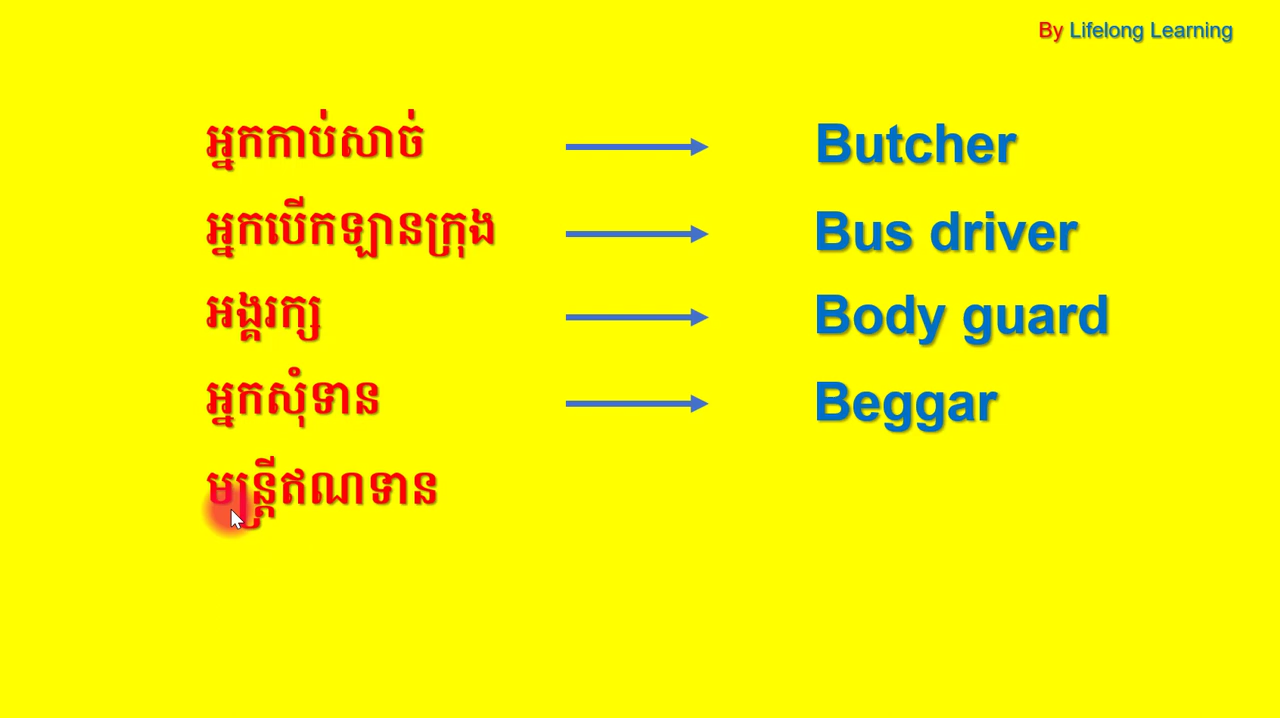 By Lifelong Learning
អ្នកកាប់សាច់ Butcher
អ្នកបើកឡានក្រុង Bus driver
អង្គរក្ស Body guard
អ្នកសុំទាន Beggar
មន្ត្រីឥណទាន